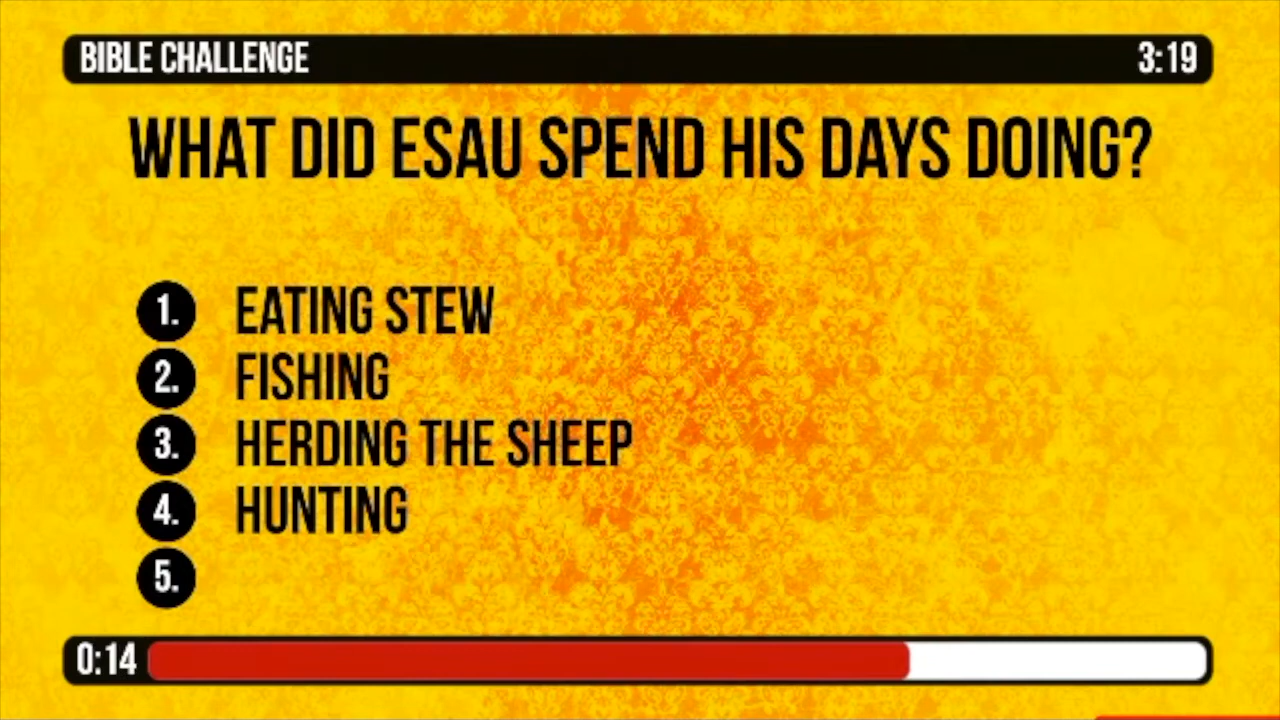 BIBLE CHALLENGE 3:19
WHAT DID ESAU SPEND HIS DAYS DOING?
1. EATING STEW
2. FISHING
3. HERDING THE SHEEP
4. HUNTING
5.
0:14